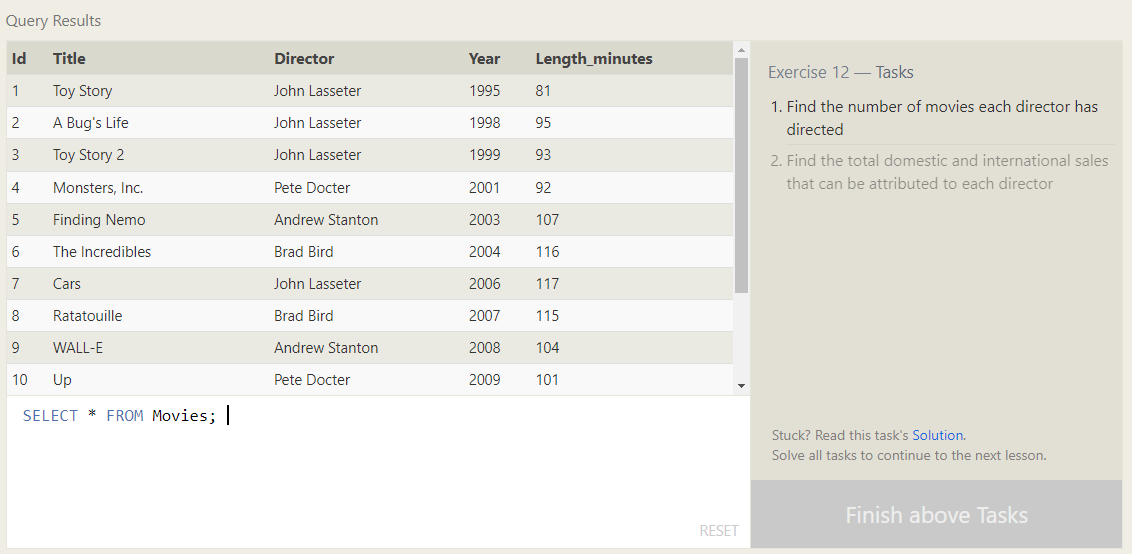 Query Results
Id Title Director Year Length_minutes
1 Toy Story John Lasseter 1995 81
2 A Bug's Life John Lasseter 1998 95
3 Toy Story 2 John Lasseter 1999 93
4 Monsters, Inc. Pete Docter 2001 92
5 Finding Nemo Andrew Stanton 2003 107
6 The Incredibles Brad Bird 2004 116
7 Cars John Lasseter 2006 117
8 Ratatouille Brad Bird 2007 115
9 WALL-E Andrew Stanton 2008 104
10 Up Pete Docter 2009 101
SELECT * FROM Movies;
RESET
Exercise 12 — Tasks
1. Find the number of movies each director has
directed
2. Find the total domestic and international sales
that can be attributed to each director
Stuck? Read this task's Solution.
Solve all tasks to continue to the next lesson.
Finish above Tasks